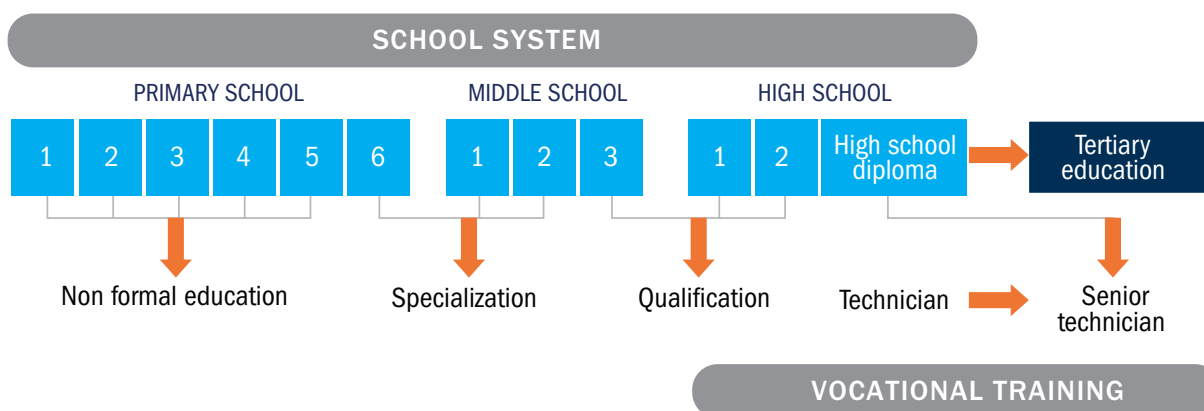 SCHOOL SYSTEM
PRIMARY SCHOOL
MIDDLE SCHOOL
HIGH SCHOOL
1 2 3 4 5 6
1 2 3
1 2
High school
diploma
Tertiary
education
Non formal education
Specialization
Qualification
Technician
Senior
technician
VOCATIONAL TRAINING